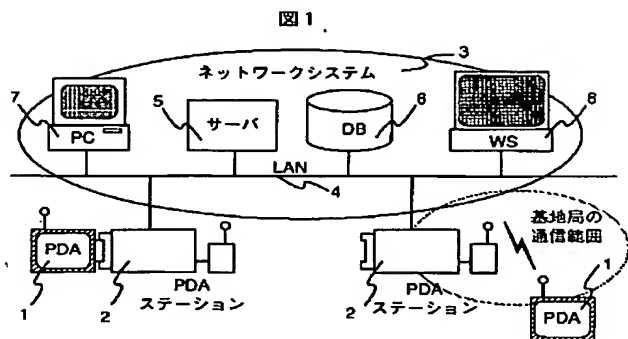 図1
3
ネットワークシステム
7
5
6
8
PC
サーバ
DB
WS
LAN
4
基地局の
通信範囲
PDA
1
2
PDA
ステーション
2
PDA
ステーション
1
PDA